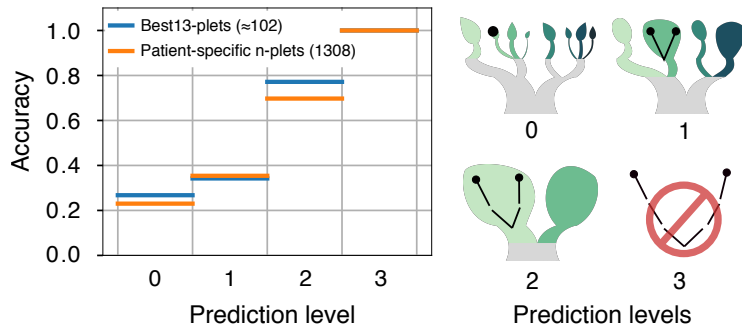 Best13-plets (≈102)
Patient-specific n-plets (1308)
Accuracy
1.0
0.8
0.6
0.4
0.2
0.0
0 1 2 3
Prediction level
0 1
2 3
Prediction levels